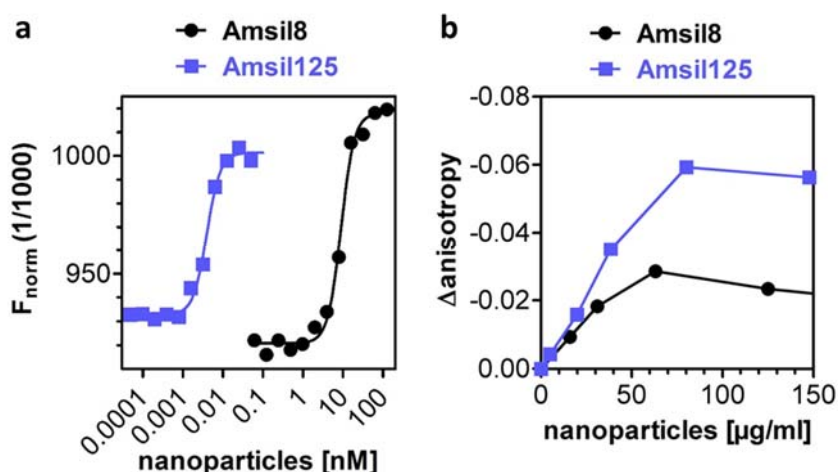 a
Amsil8
Amsil125
F_norm (1/1000)
1000
950
0.0001
0.001
0.01
0.1
1
10
100
nanoparticles [nM]
b
Amsil8
Amsil125
Δanisotropy
-0.08
-0.06
-0.04
-0.02
0.00
0
50
100
150
nanoparticles [µg/ml]